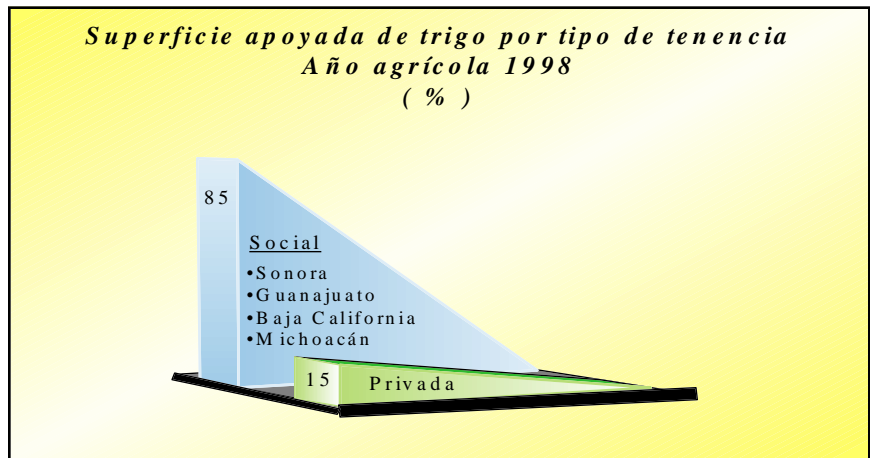 Superficie apoyada de trigo por tipo de tenencia
Año agrícola 1998
( % )
85
Social
•Sonora
•Guanajuato
•Baja California
•Michoacán
15
Privada